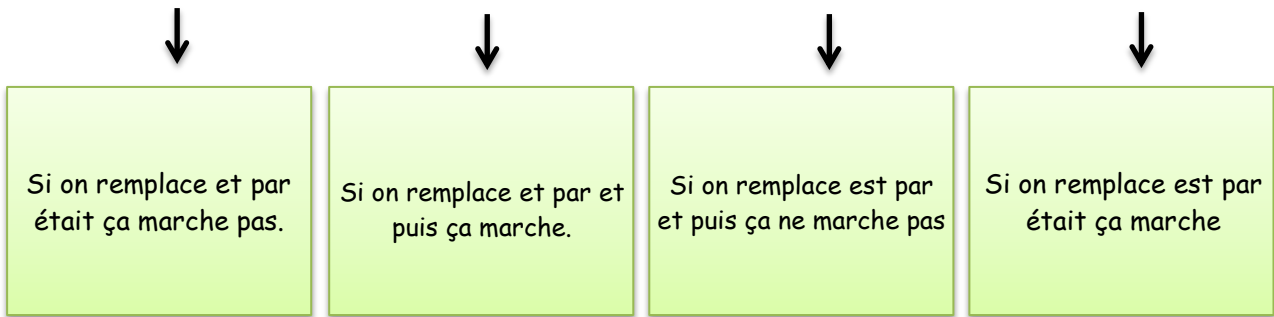 Si on remplace et par
était ça marche pas.
Si on remplace et par et
puis ça marche.
Si on remplace est par
et puis ça ne marche pas
Si on remplace est par
était ça marche